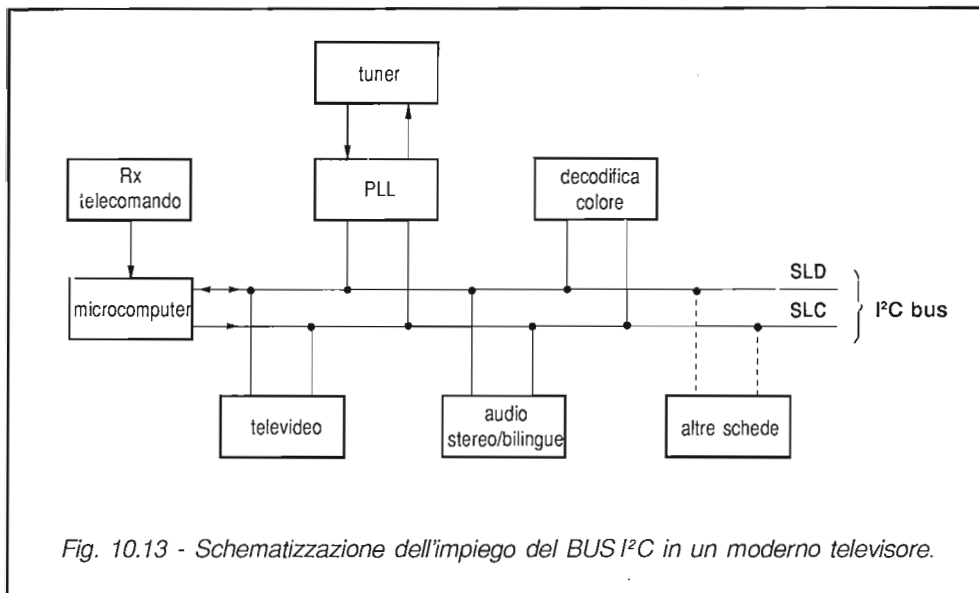 tuner
Rx
telecomando
PLL
decodifica
colore
microcomputer
SLD
SLC
I²C bus
televideo
audio
stereo/bilingue
altre schede
Fig. 10.13 - Schematizzazione dell'impiego del BUS I²C in un moderno televisore.